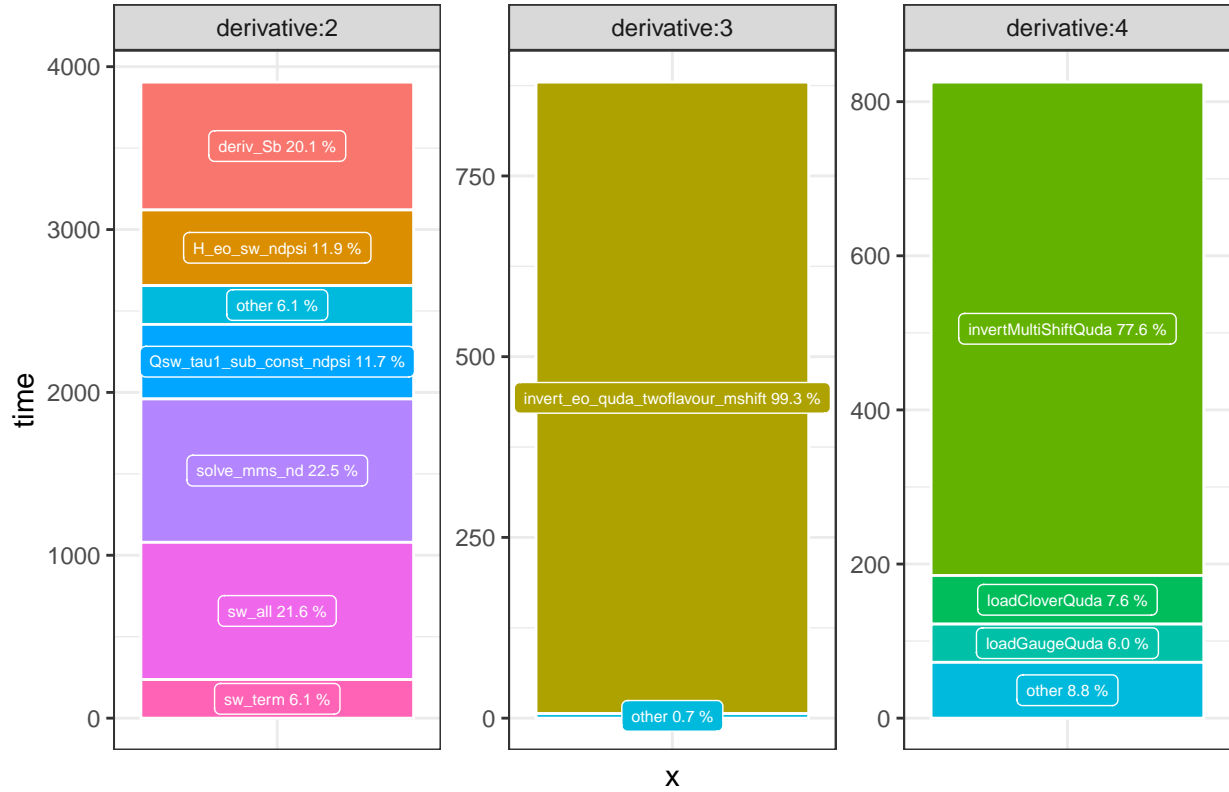 derivative:2
derivative:3
derivative:4
time
4000
3000
2000
1000
0
deriv_Sb 20.1 %
H_eo_sw_ndpsi 11.9 %
other 6.1 %
Qsw_tau1_sub_const_ndpsi 11.7 %
solve_mms_nd 22.5 %
sw_all 21.6 %
sw_term 6.1 %
750
500
250
0
invert_eo_quda_twoflavour_mshift 99.3 %
other 0.7 %
800
600
400
200
0
invertMultiShiftQuda 77.6 %
loadCloverQuda 7.6 %
loadGaugeQuda 6.0 %
other 8.8 %
x